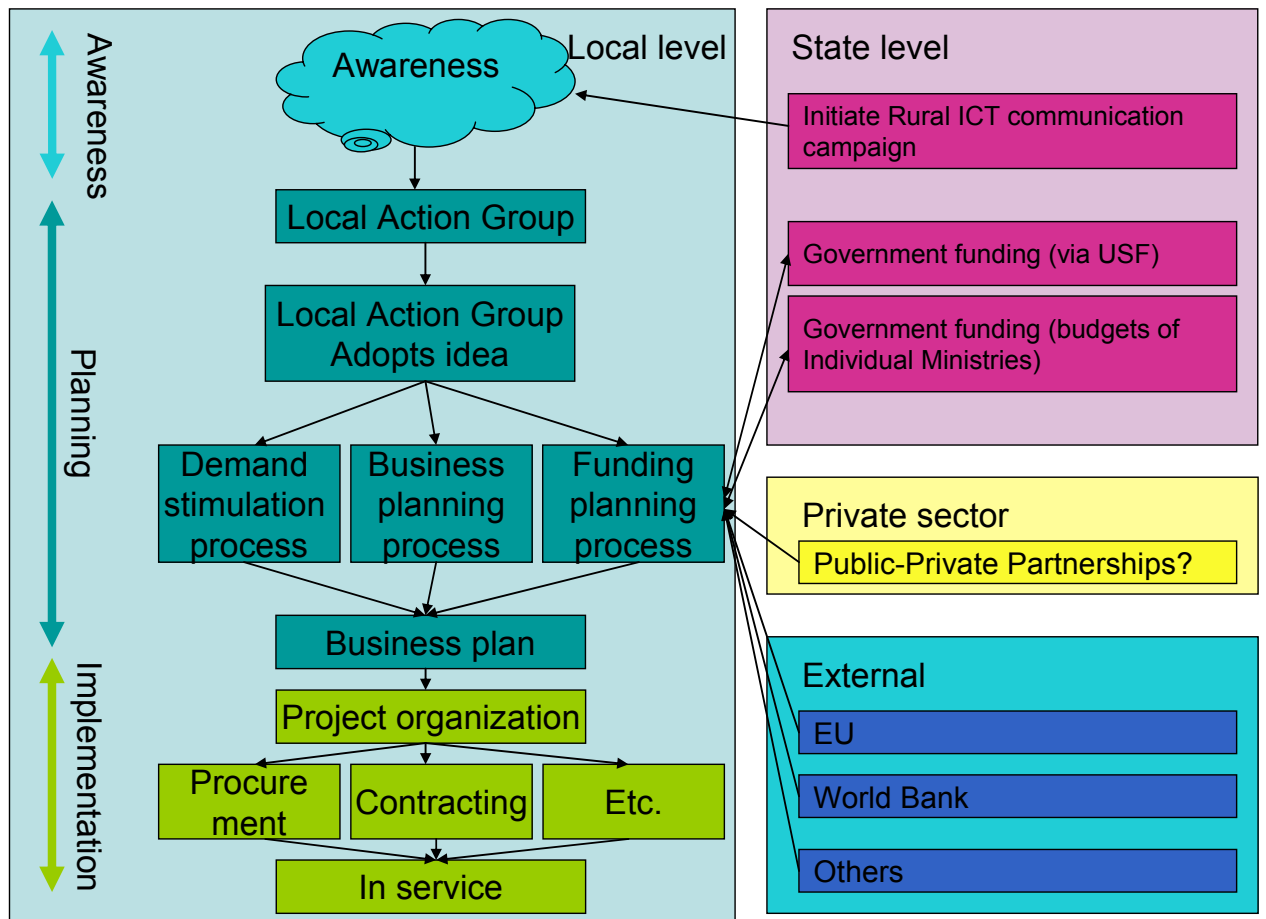 Awareness
Planning
Implementation
Local level
Awareness
Local Action Group
Local Action Group
Adopts idea
Demand
stimulation
process
Business
planning
process
Funding
planning
process
Business plan
Project organization
Procure
ment
Contracting
Etc.
In service
State level
Initiate Rural ICT communication
campaign
Government funding (via USF)
Government funding (budgets of
Individual Ministries)
Private sector
Public-Private Partnerships?
External
EU
World Bank
Others